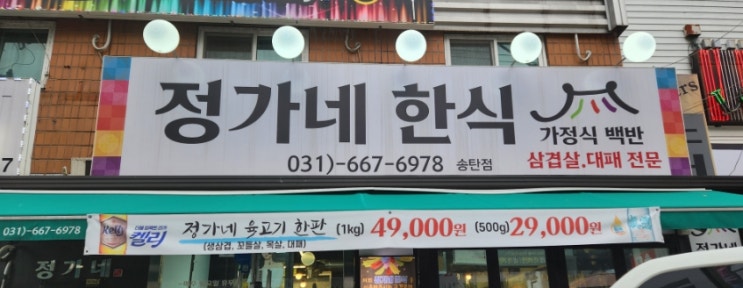 정가네 한식
가정식 백반
031)-667-6978 송탄점
삼겹살.대패 전문
031)-667-6978
켈리
정가네 육고기 한판 (1kg) 49,000원 (500g) 29,000원
(생삼겹, 꼬들살, 목살, 대패)
정가네
정가네